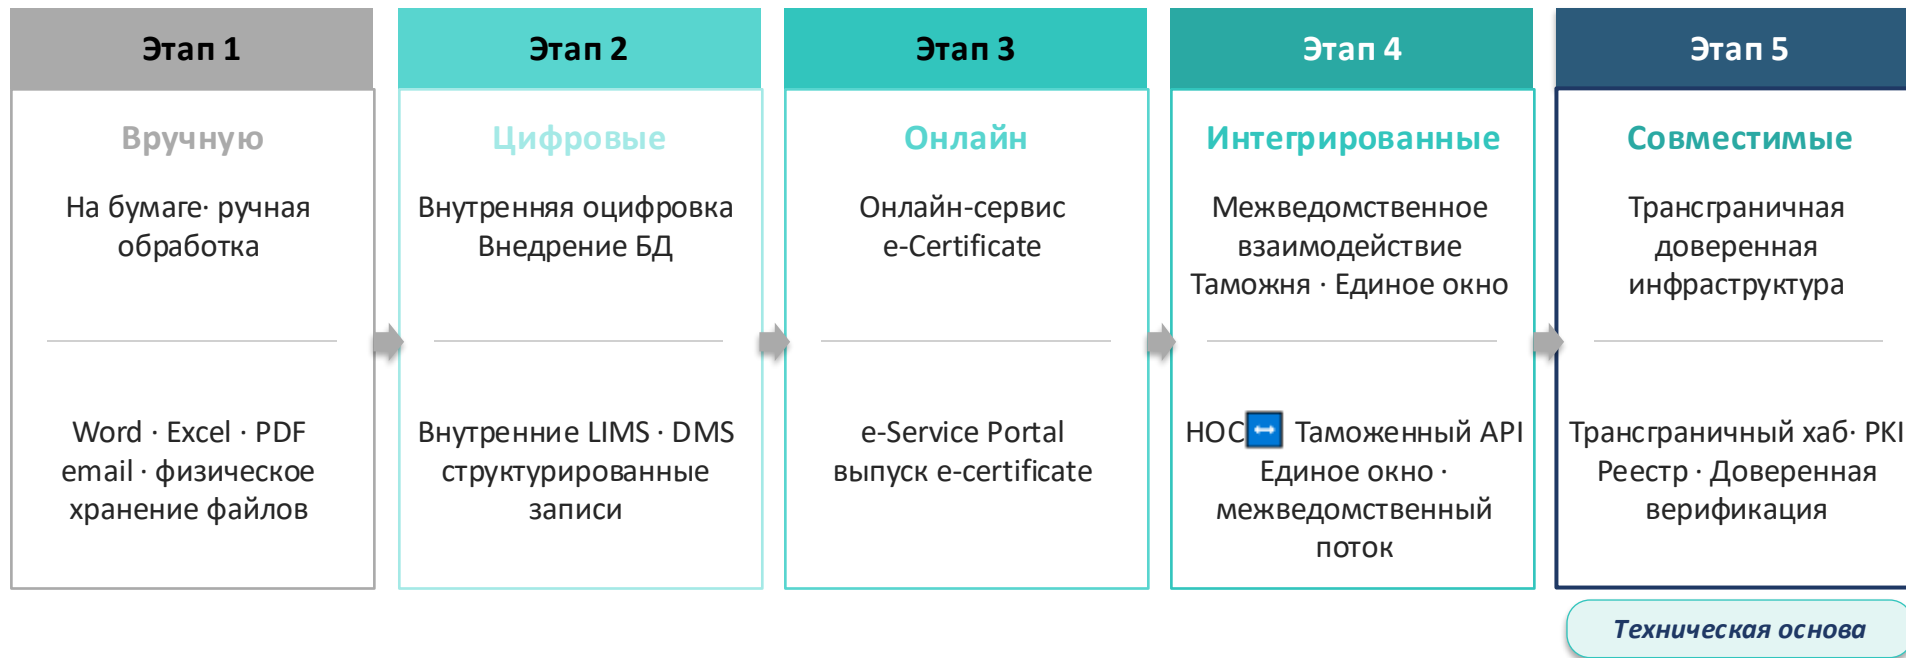 Этап 1
Вручную
На бумаге· ручная
обработка
Word · Excel · PDF
email · физическое
хранение файлов
Этап 2
Цифровые
Внутренняя оцифровка
Внедрение БД
Внутренние LIMS · DMS
структурированные
записи
Этап 3
Онлайн
Онлайн-сервис
e-Certificate
e-Service Portal
выпуск e-certificate
Этап 4
Интегрированные
Межведомственное
взаимодействие
Таможня · Единое окно
НОС ↔ Таможенный API
Единое окно ·
межведомственный
поток
Этап 5
Совместимые
Трансграничная
доверенная
инфраструктура
Трансграничный хаб· PKI
Реестр · Доверенная
верификация
Техническая основа